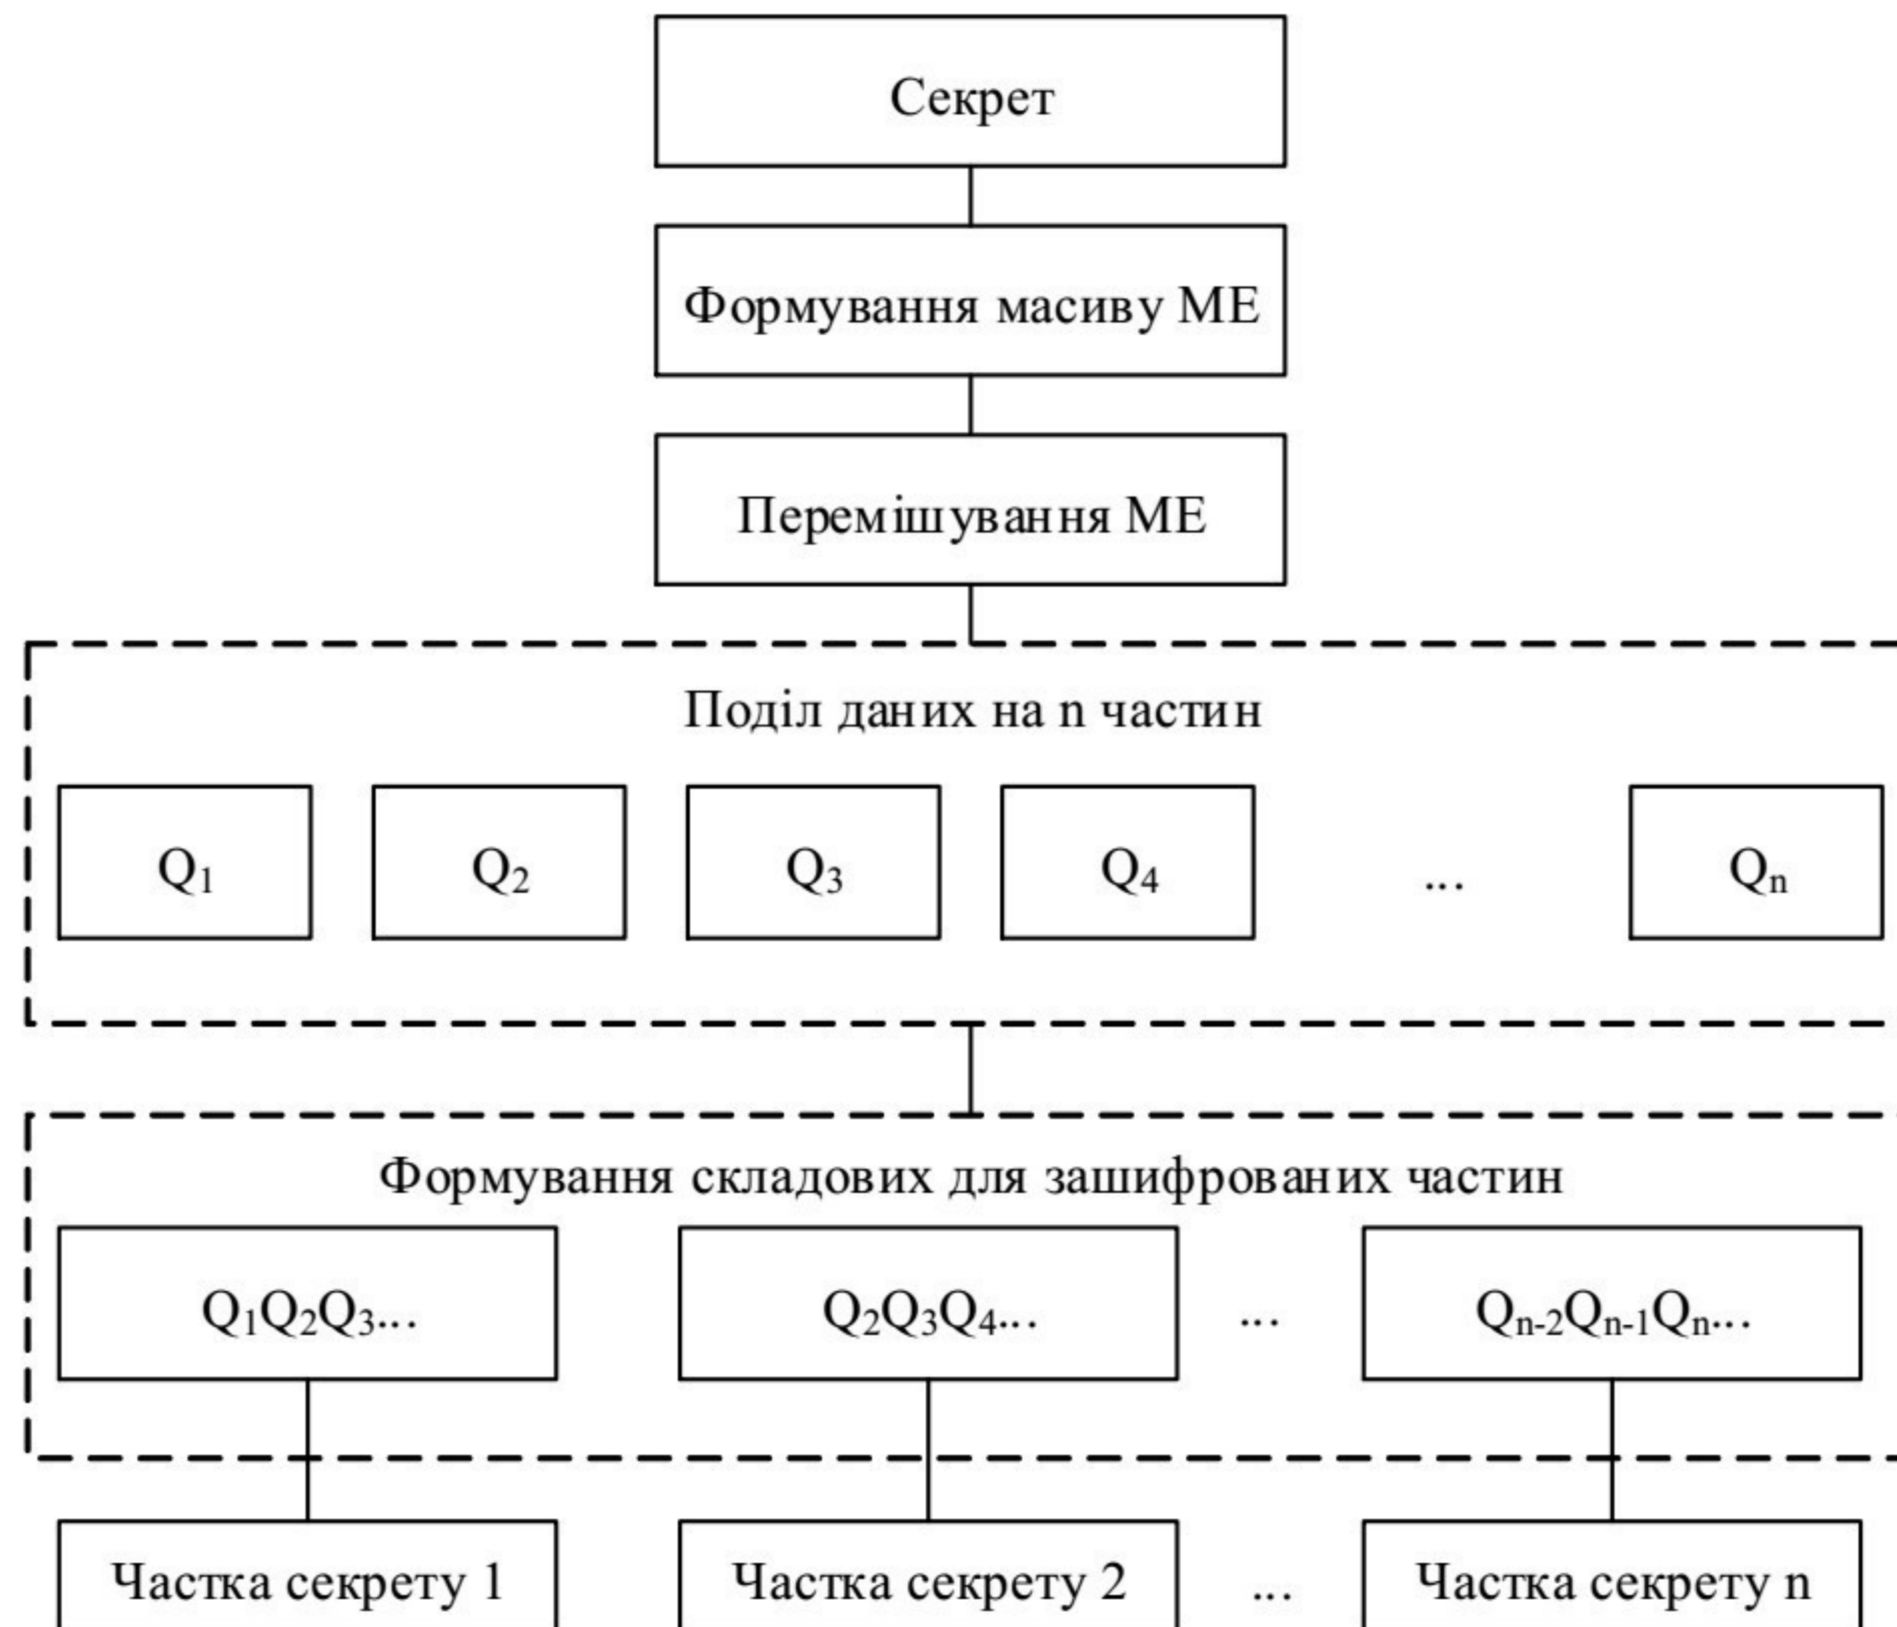 Секрет
Формування масиву МЕ
Перемішування МЕ
Поділ даних на n частин
Q₁ Q₂ Q₃ Q₄ ... Qₙ
Формування складових для зашифрованих частин
Q₁Q₂Q₃... Q₂Q₃Q₄... ... Qₙ₋₂Qₙ₋₁Qₙ...
Частка секрету 1 Частка секрету 2 ... Частка секрету n